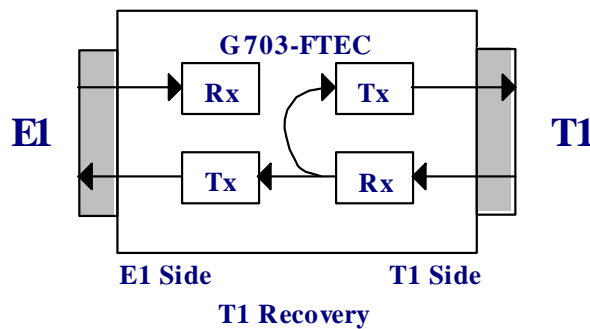 G703-FTEC
Rx
Tx
E1
T1
Tx
Rx
E1 Side
T1 Side
T1 Recovery